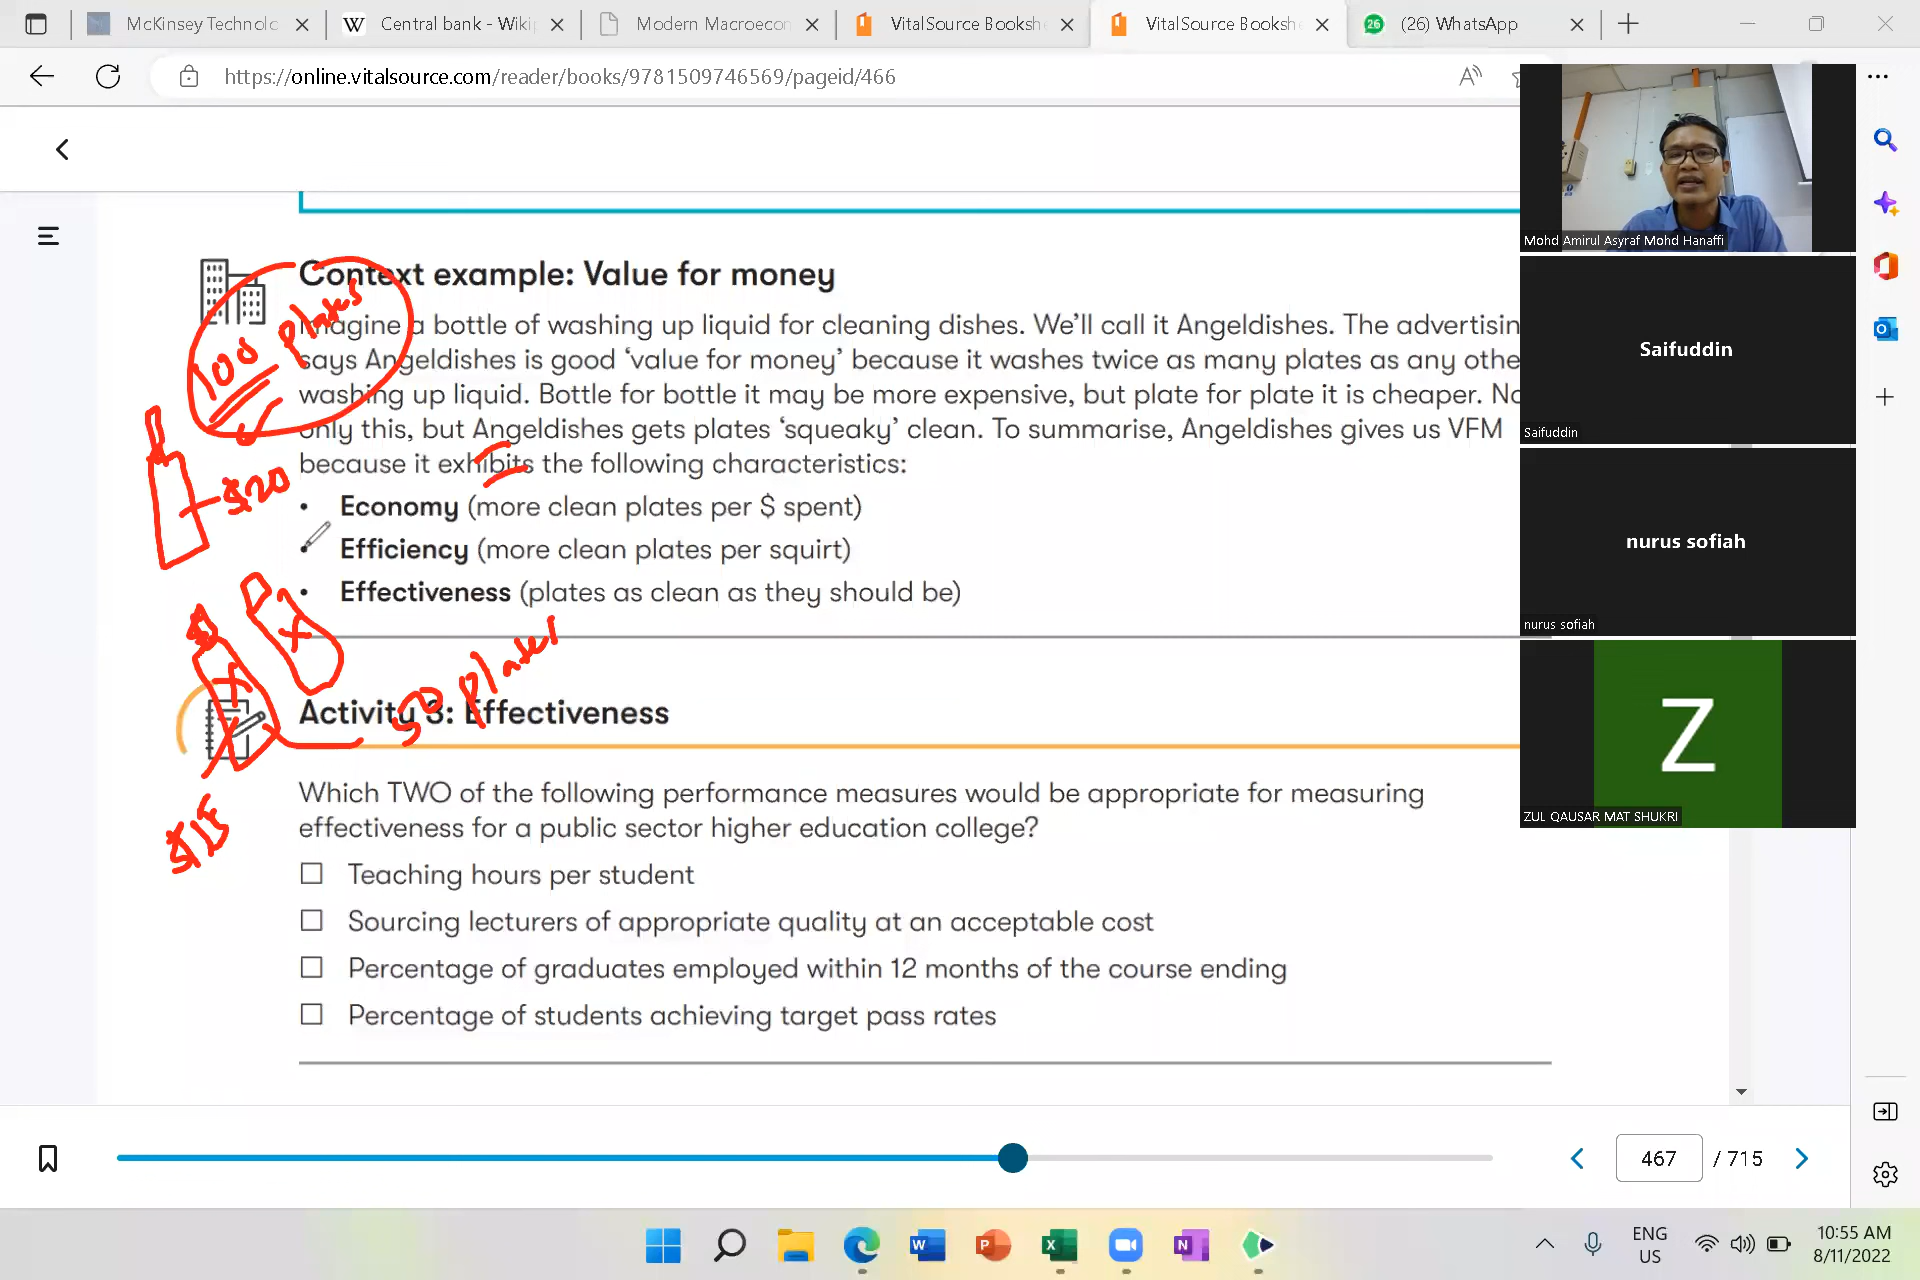 McKinsey Technolo
Central bank - Wiki
Modern Macroecon
VitalSource Bookshe
VitalSource Bookshe
26
(26) WhatsApp
https://online.vitalsource.com/reader/books/9781509746569/pageid/466
Context example: Value for money
Imagine a bottle of washing up liquid for cleaning dishes. We'll call it Angeldishes. The advertisin
says Angeldishes is good 'value for money' because it washes twice as many plates as any othe
washing up liquid. Bottle for bottle it may be more expensive, but plate for plate it is cheaper. No
only this, but Angeldishes gets plates 'squeaky' clean. To summarise, Angeldishes gives us VFM
because it exhibits the following characteristics:
• Economy (more clean plates per $ spent)
• Efficiency (more clean plates per squirt)
• Effectiveness (plates as clean as they should be)
100 plates
$20
50 plates
$15
Activity 3: Effectiveness
Which TWO of the following performance measures would be appropriate for measuring
effectiveness for a public sector higher education college?
Teaching hours per student
Sourcing lecturers of appropriate quality at an acceptable cost
Percentage of graduates employed within 12 months of the course ending
Percentage of students achieving target pass rates
Mohd Amirul Asyraf Mohd Hanaffi
Saifuddin
Saifuddin
nurus sofiah
nurus sofiah
Z
ZUL QAUSAR MAT SHUKRI
467 / 715
ENG
US
10:55 AM
8/11/2022